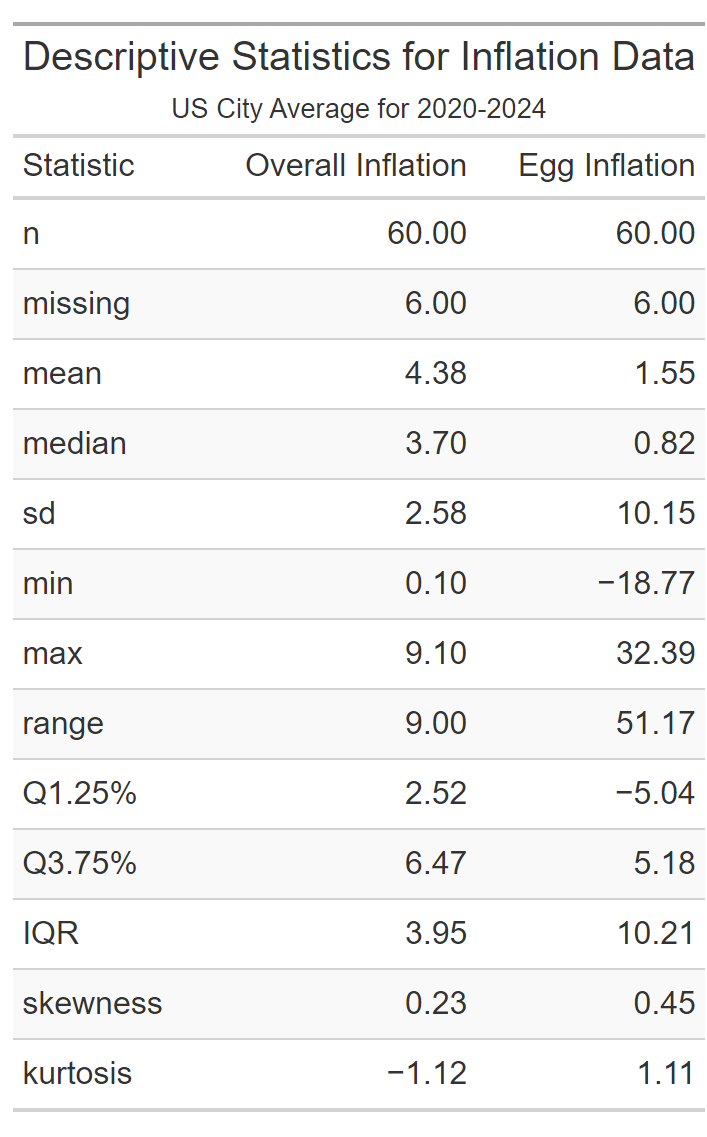 Descriptive Statistics for Inflation Data
US City Average for 2020-2024
Statistic Overall Inflation Egg Inflation
n 60.00 60.00
missing 6.00 6.00
mean 4.38 1.55
median 3.70 0.82
sd 2.58 10.15
min 0.10 −18.77
max 9.10 32.39
range 9.00 51.17
Q1.25% 2.52 −5.04
Q3.75% 6.47 5.18
IQR 3.95 10.21
skewness 0.23 0.45
kurtosis −1.12 1.11